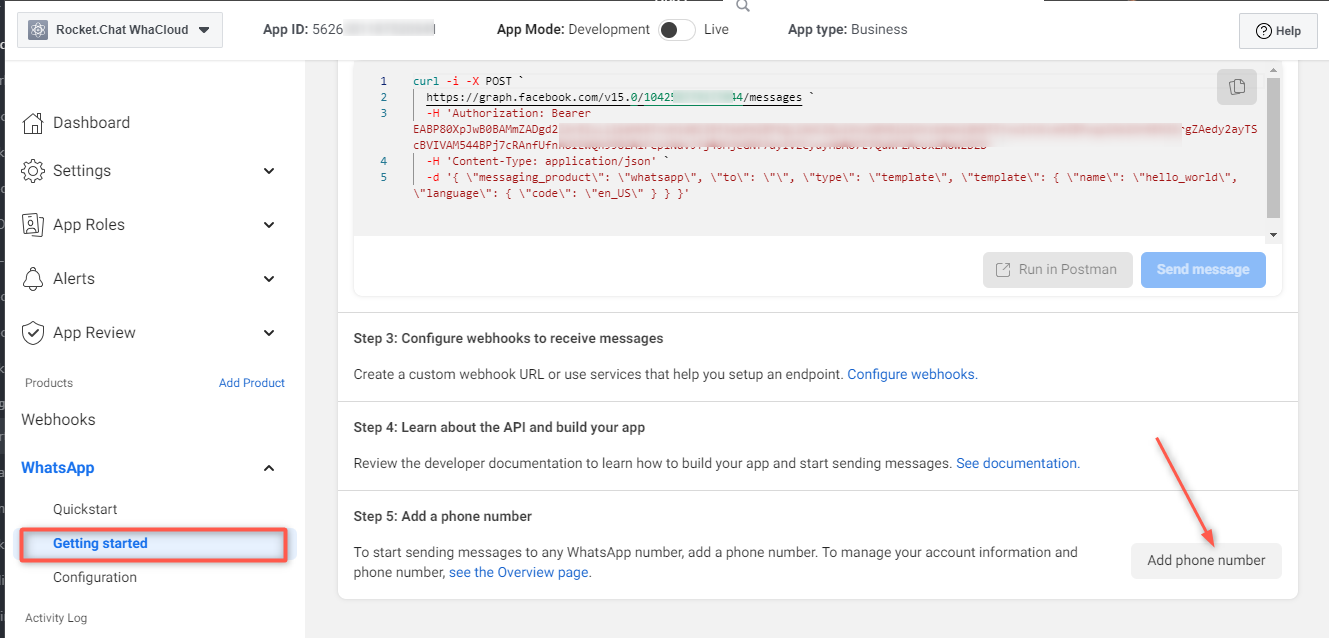 Rocket.Chat WhaCloud
App ID: 5626
App Mode: Development Live
App type: Business
Help
Dashboard
Settings
App Roles
Alerts
App Review
Products Add Product
Webhooks
WhatsApp
Quickstart
Getting started
Configuration
Activity Log
1 curl -i -X POST `
2 https://graph.facebook.com/v15.0/10425 44/messages `
3 -H 'Authorization: Bearer
EABP80XpJwB0BAMmZADgd2 rgZAedy2ayTS
cBVIVAM544BPj7cRAnfUfn
4 -H 'Content-Type: application/json' `
5 -d '{ \"messaging_product\": \"whatsapp\", \"to\": \"\", \"type\": \"template\", \"template\": { \"name\": \"hello_world\",
\"language\": { \"code\": \"en_US\" } } }'
Run in Postman
Send message
Step 3: Configure webhooks to receive messages
Create a custom webhook URL or use services that help you setup an endpoint. Configure webhooks.
Step 4: Learn about the API and build your app
Review the developer documentation to learn how to build your app and start sending messages. See documentation.
Step 5: Add a phone number
To start sending messages to any WhatsApp number, add a phone number. To manage your account information and
phone number, see the Overview page.
Add phone number